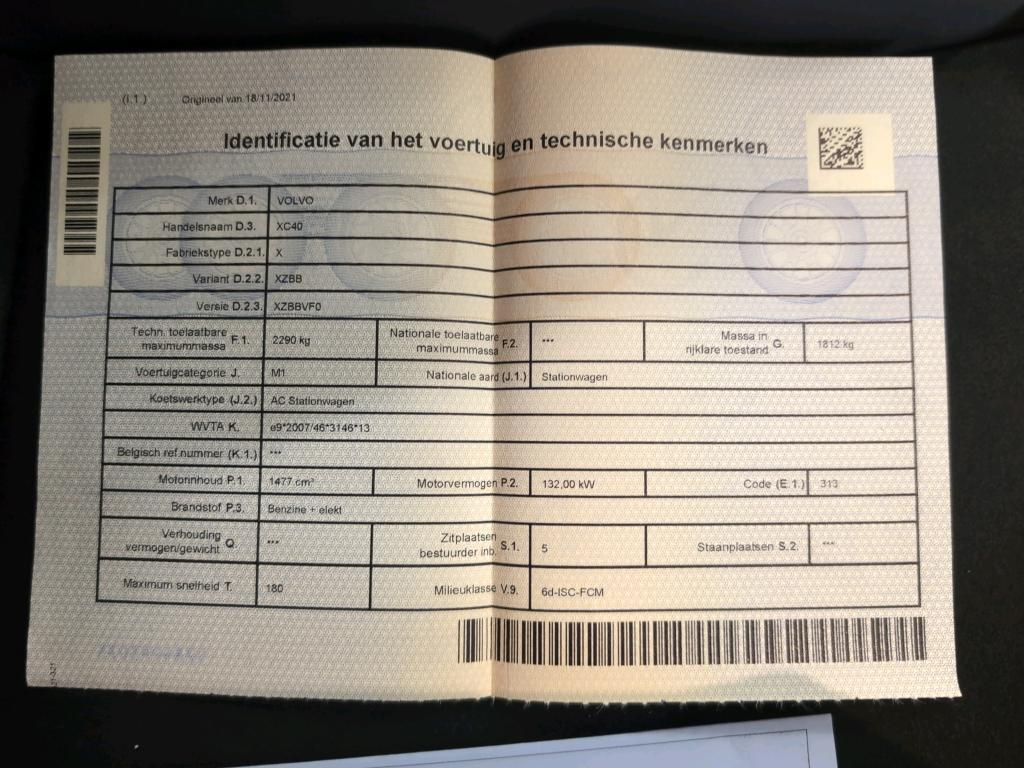 (I.1.) Origineel van 18/11/2021
Identificatie van het voertuig en technische kenmerken
Merk D.1. VOLVO
Handelsnaam D.3. XC40
Fabriekstype D.2.1. X
Variant D.2.2. XZBB
Versie D.2.3. XZBBVF0
Techn. toelaatbare maximummassa F.1. 2290 kg Nationale toelaatbare maximummassa F.2. *** Massa in rijklare toestand G. 1812 kg
Voertuigcategorie J. M1 Nationale aard (J.1.) Stationwagen
Koetswerktype (J.2.) AC Stationwagen
WVTA K. e9*2007/46*3146*13
Belgisch ref.nummer (K.1.) ***
Motorinhoud P.1. 1477 cm³ Motorvermogen P.2. 132,00 kW Code (E.1.) 313
Brandstof P.3. Benzine + elekt
Verhouding vermogen/gewicht Q. *** Zitplaatsen bestuurder inb. S.1. 5 Staanplaatsen S.2. ***
Maximum snelheid T. 180 Milieuklasse V.9. 6d-ISC-FCM